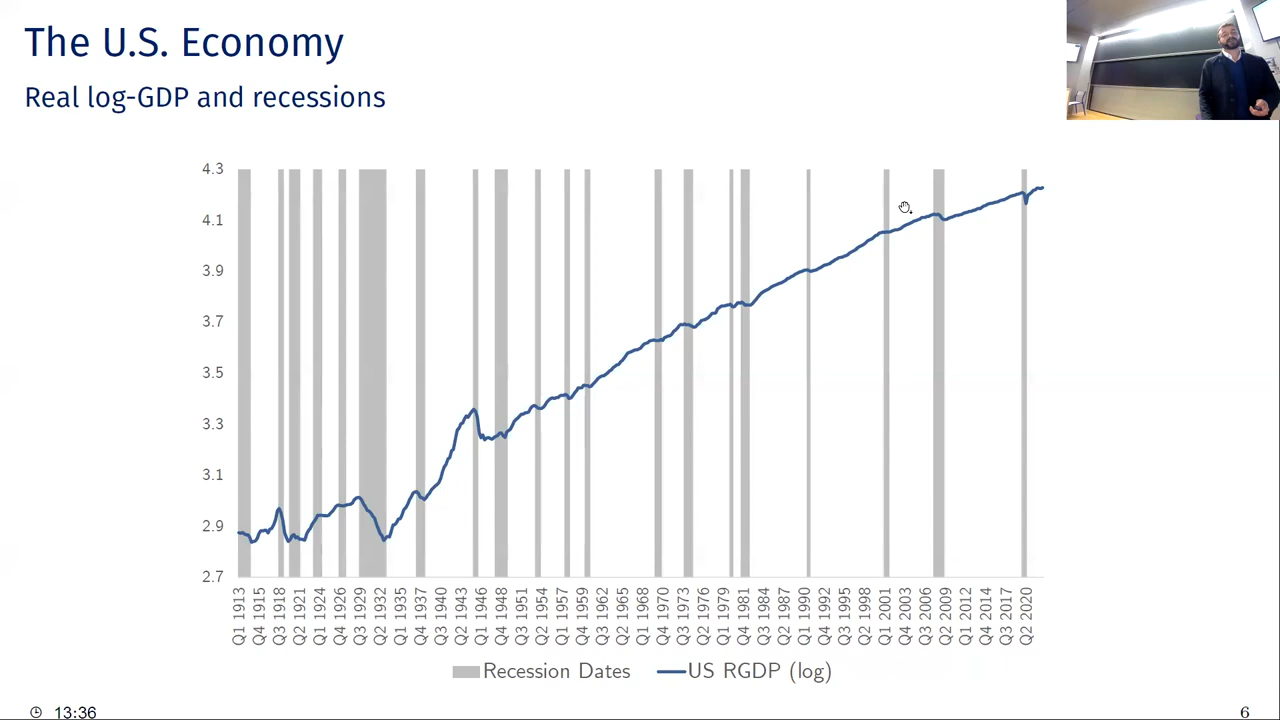 The U.S. Economy
Real log-GDP and recessions
4.3
4.1
3.9
3.7
3.5
3.3
3.1
2.9
2.7
Q1 1913
Q4 1915
Q3 1918
Q2 1921
Q1 1924
Q4 1926
Q3 1929
Q2 1932
Q1 1935
Q4 1937
Q3 1940
Q2 1943
Q1 1946
Q4 1948
Q3 1951
Q2 1954
Q1 1957
Q4 1959
Q3 1962
Q2 1965
Q1 1968
Q4 1970
Q3 1973
Q2 1976
Q1 1979
Q4 1981
Q3 1984
Q2 1987
Q1 1990
Q4 1992
Q3 1995
Q2 1998
Q1 2001
Q4 2003
Q3 2006
Q2 2009
Q1 2012
Q4 2014
Q3 2017
Q2 2020
Recession Dates
US RGDP (log)
13:36
6